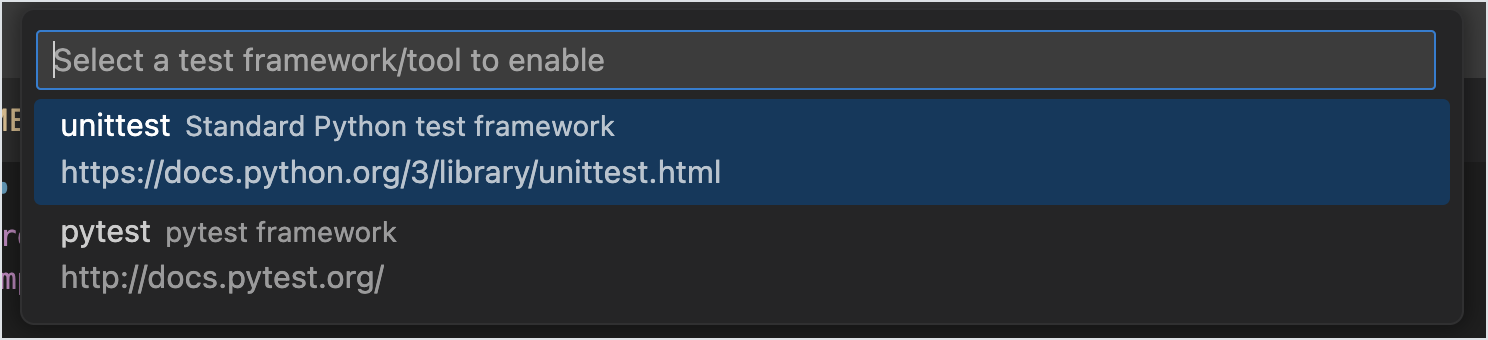 Select a test framework/tool to enable
unittest Standard Python test framework
https://docs.python.org/3/library/unittest.html
pytest pytest framework
http://docs.pytest.org/